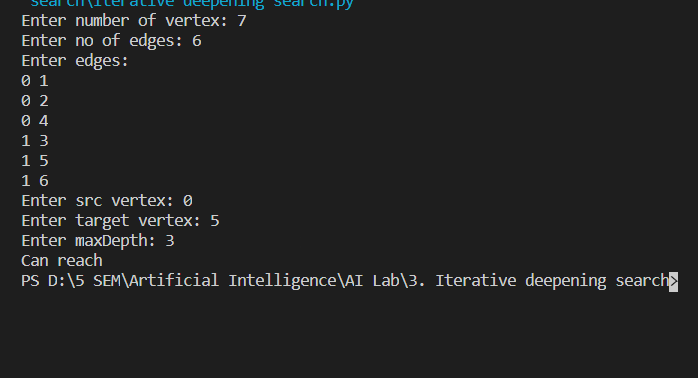 search\Iterative deepening search.py
Enter number of vertex: 7
Enter no of edges: 6
Enter edges:
0 1
0 2
0 4
1 3
1 5
1 6
Enter src vertex: 0
Enter target vertex: 5
Enter maxDepth: 3
Can reach
PS D:\5 SEM\Artificial Intelligence\AI Lab\3. Iterative deepening search>